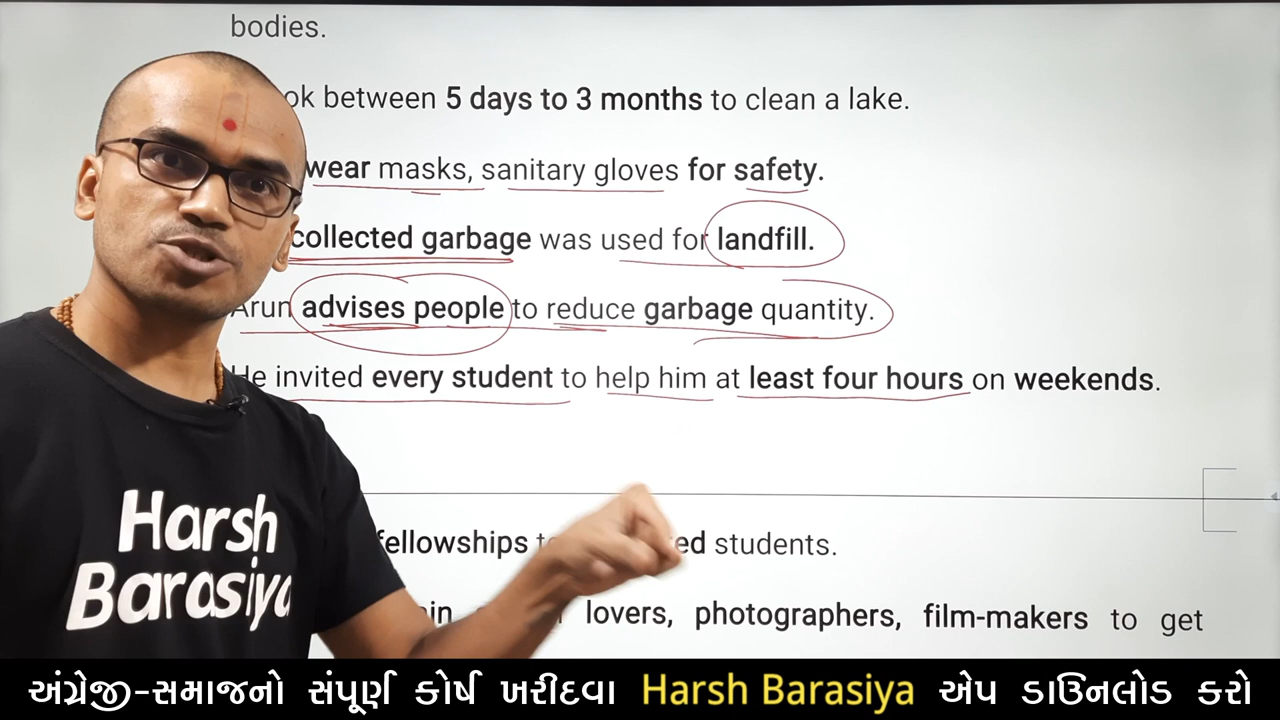 bodies.
ok between 5 days to 3 months to clean a lake.
wear masks, sanitary gloves for safety.
collected garbage was used for landfill.
Arun advises people to reduce garbage quantity.
He invited every student to help him at least four hours on weekends.
fellowships students.
lovers, photographers, film-makers to get
Harsh
Barasiya
અંગ્રેજી-સમાજનો સંપૂર્ણ કોર્ષ ખરીદવા Harsh Barasiya એપ ડાઉનલોડ કરો